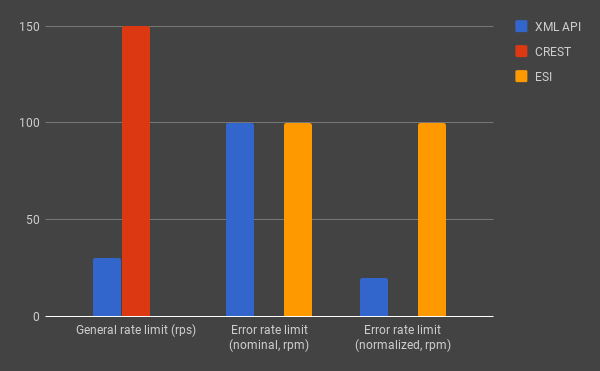 150
100
50
0
General rate limit (rps)
Error rate limit
(nominal, rpm)
Error rate limit
(normalized, rpm)
XML API
CREST
ESI